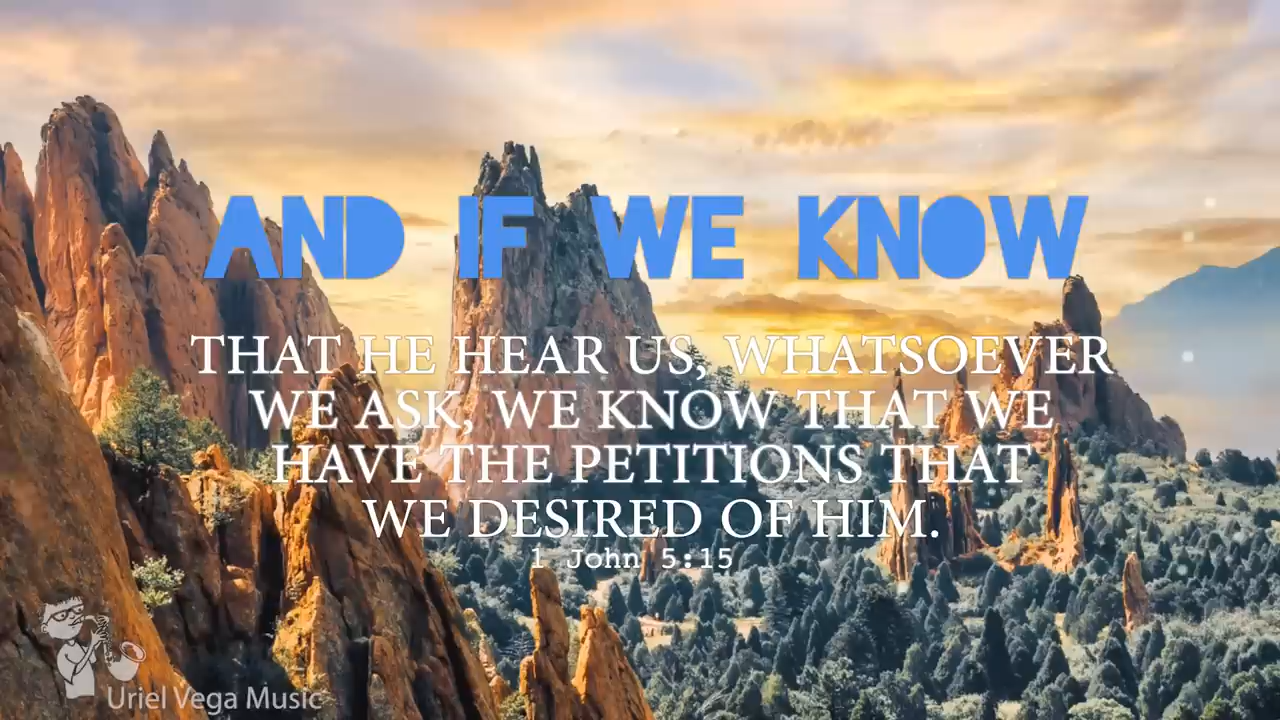 AND IF WE KNOW
THAT HE HEAR US, WHATSOEVER
WE ASK, WE KNOW THAT WE
HAVE THE PETITIONS THAT
WE DESIRED OF HIM.
1 John 5:15
Uriel Vega Music